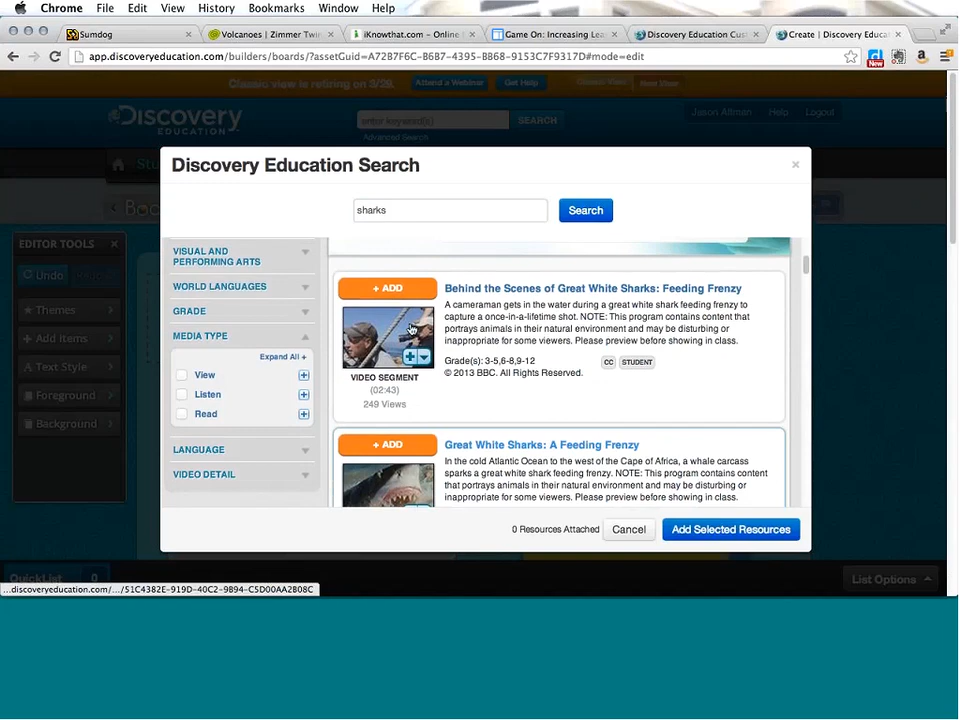 Chrome File Edit View History Bookmarks Window Help
Sumdog
Volcanoes | Zimmer Twin
iKnowthat.com – Online
Game On: Increasing Lea
Discovery Education Cus
Create | Discovery Educa
app.discoveryeducation.com/builders/boards/?assetGuid=A72B7F6C-B6B7-4395-BB68-9153C7F9317D#mode=edit
New
Classic view is retiring on 3/29.
Attend a Webinar
Get Help
Discovery
EDUCATION
enter keyword(s)
SEARCH
Advanced Search
Jason Altman
Help
Logout
Discovery Education Search
×
sharks
Search
EDITOR TOOLS ×
Undo
Themes
+ Add Items
A Text Style
Foreground
Background
VISUAL AND
PERFORMING ARTS
WORLD LANGUAGES
GRADE
MEDIA TYPE
Expand All +
View
Listen
Read
LANGUAGE
VIDEO DETAIL
+ ADD
Behind the Scenes of Great White Sharks: Feeding Frenzy
A cameraman gets in the water during a great white shark feeding frenzy to
capture a once-in-a-lifetime shot. NOTE: This program contains content that
portrays animals in their natural environment and may be disturbing or
inappropriate for some viewers. Please preview before showing in class.
Grade(s): 3-5,6-8,9-12
CC STUDENT
© 2013 BBC. All Rights Reserved.
VIDEO SEGMENT
(02:43)
249 Views
+ ADD
Great White Sharks: A Feeding Frenzy
In the cold Atlantic Ocean to the west of the Cape of Africa, a whale carcass
sparks a great white shark feeding frenzy. NOTE: This program contains content
that portrays animals in their natural environment and may be disturbing or
inappropriate for some viewers. Please preview before showing in class.
0 Resources Attached
Cancel
Add Selected Resources
QuickList 0
List Options
...discoveryeducation.com/.../51C4382E-919D-40C2-9B94-C5D00AA2B08C